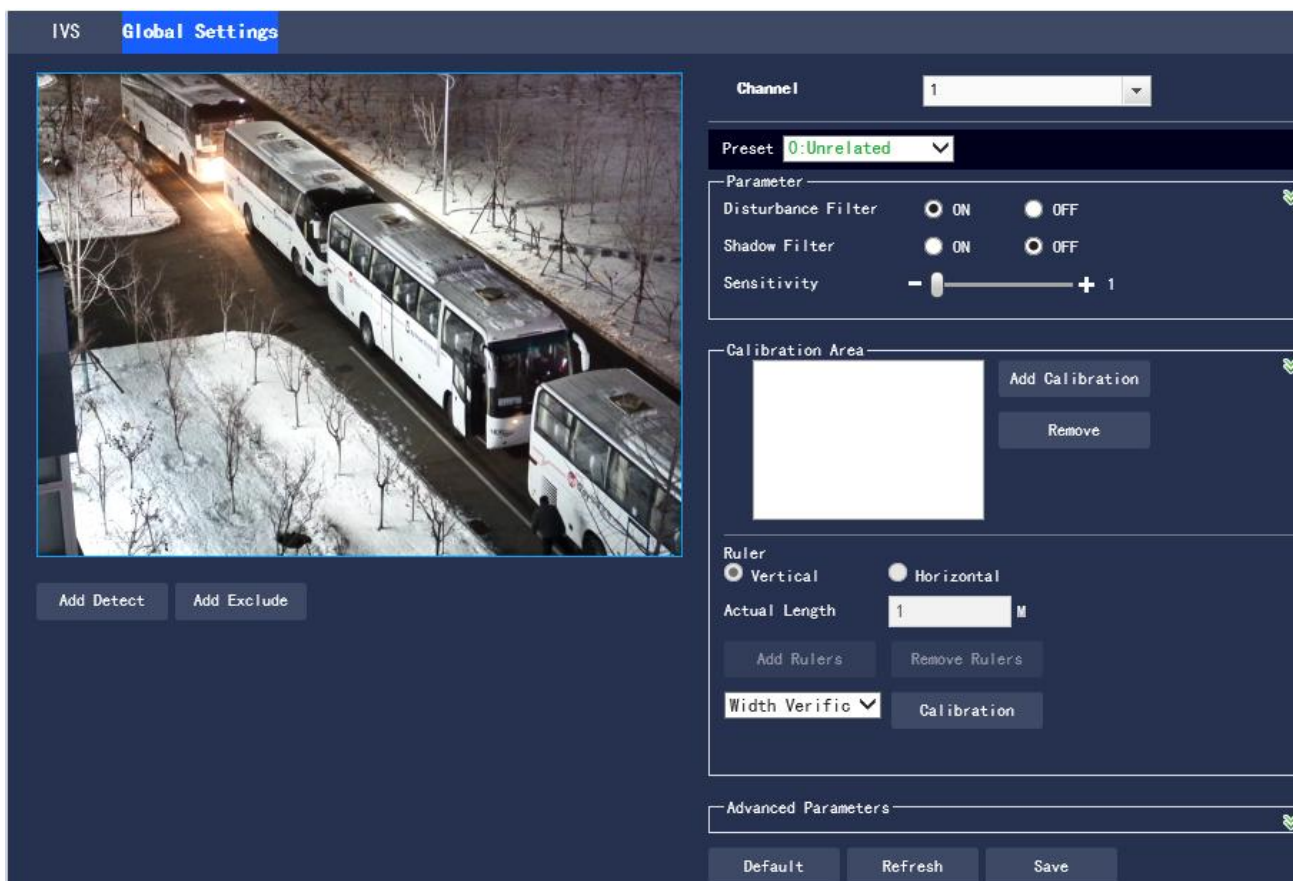 IVS Global Settings
Channel 1
Preset 0:Unrelated
Parameter
Disturbance Filter ON OFF
Shadow Filter ON OFF
Sensitivity - + 1
Calibration Area
Add Calibration
Remove
Ruler
Vertical Horizontal
Add Detect Add Exclude
Actual Length 1 M
Add Rulers Remove Rulers
Width Verific Calibration
Advanced Parameters
Default Refresh Save